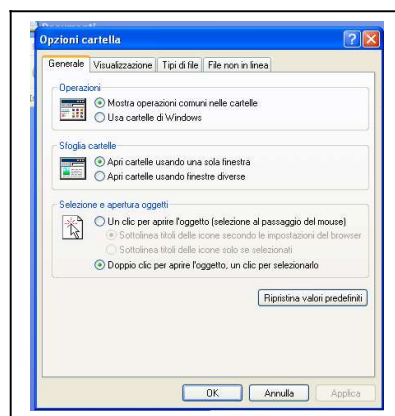 Documenti
Opzioni cartella
Generale Visualizzazione Tipi di file File non in linea
Operazioni
Mostra operazioni comuni nelle cartelle
Usa cartelle di Windows
Sfoglia cartelle
Apri cartelle usando una sola finestra
Apri cartelle usando finestre diverse
Selezione e apertura oggetti
Un clic per aprire l'oggetto (selezione al passaggio del mouse)
Sottolinea titoli delle icone secondo le impostazioni del browser
Sottolinea titoli delle icone solo se selezionati
Doppio clic per aprire l'oggetto, un clic per selezionarlo
Ripristina valori predefiniti
OK Annulla Applica